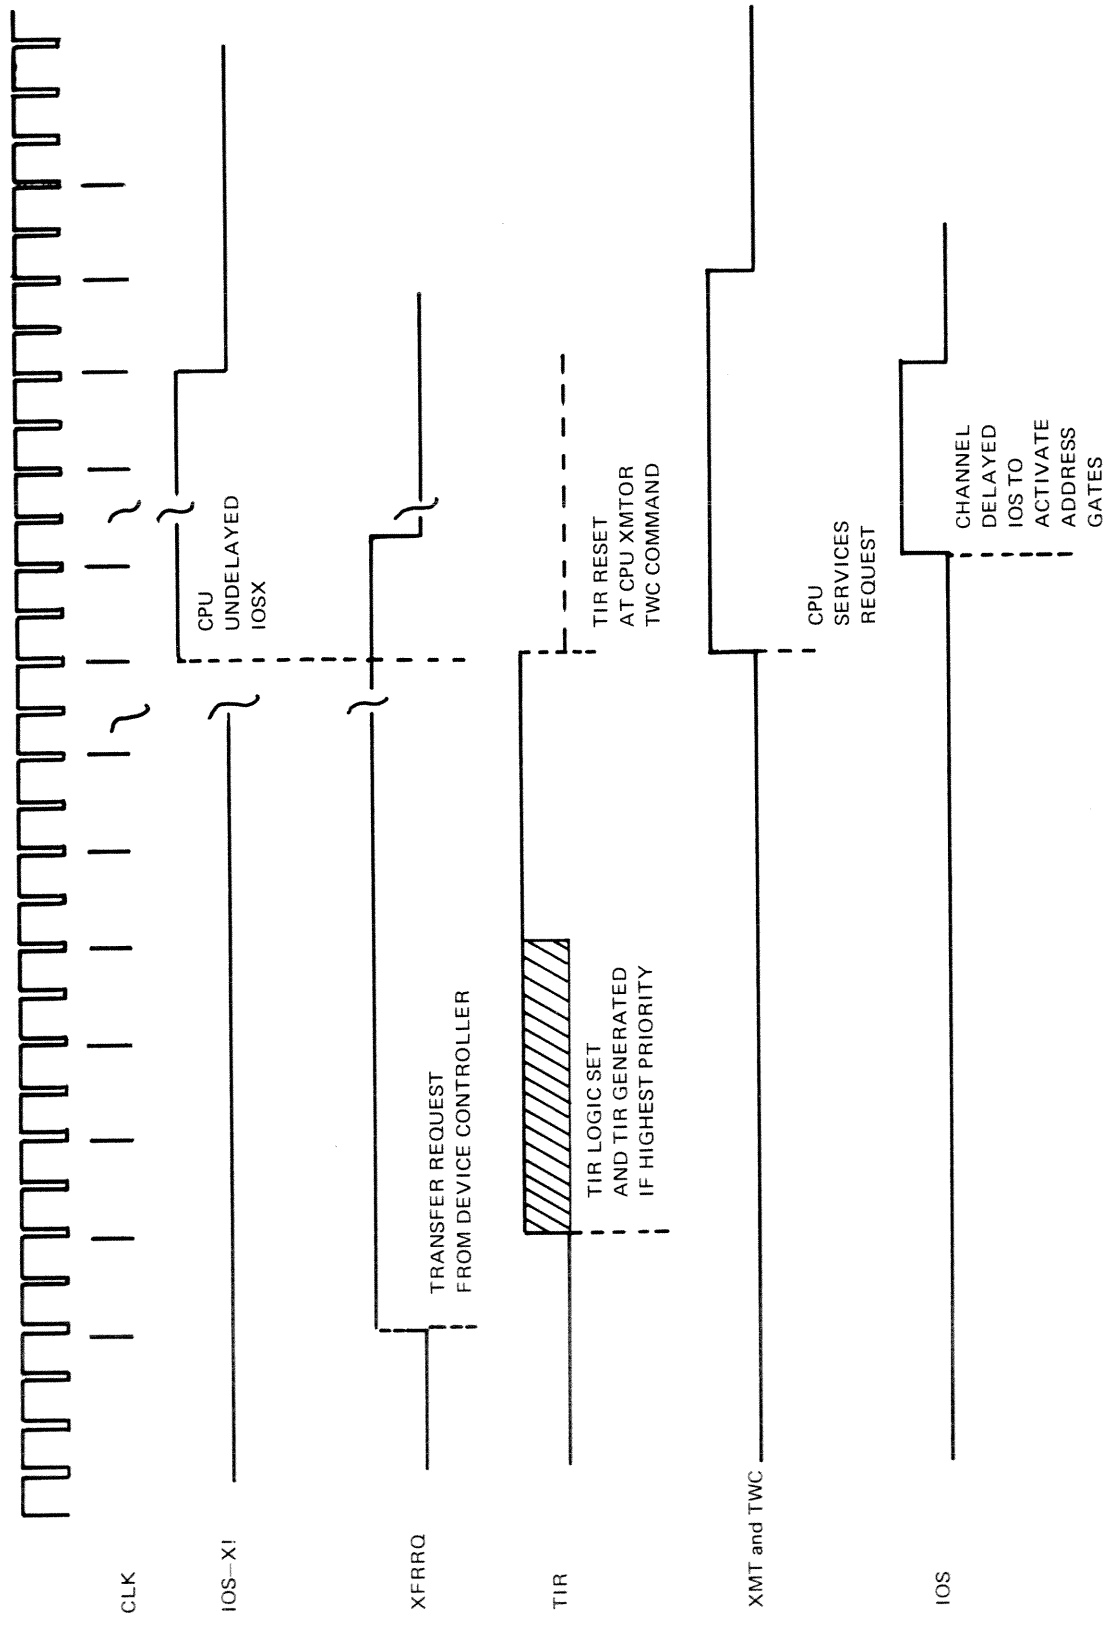 CLK
IOS-X!
CPU
UNDELAYED
IOSX
XFRRQ
TRANSFER REQUEST
FROM DEVICE CONTROLLER
TIR
TIR LOGIC SET
AND TIR GENERATED
IF HIGHEST PRIORITY
TIR RESET
AT CPU XMTOR
TWC COMMAND
XMT and TWC
CPU
SERVICES
REQUEST
IOS
CHANNEL
DELAYED
IOS TO
ACTIVATE
ADDRESS
GATES